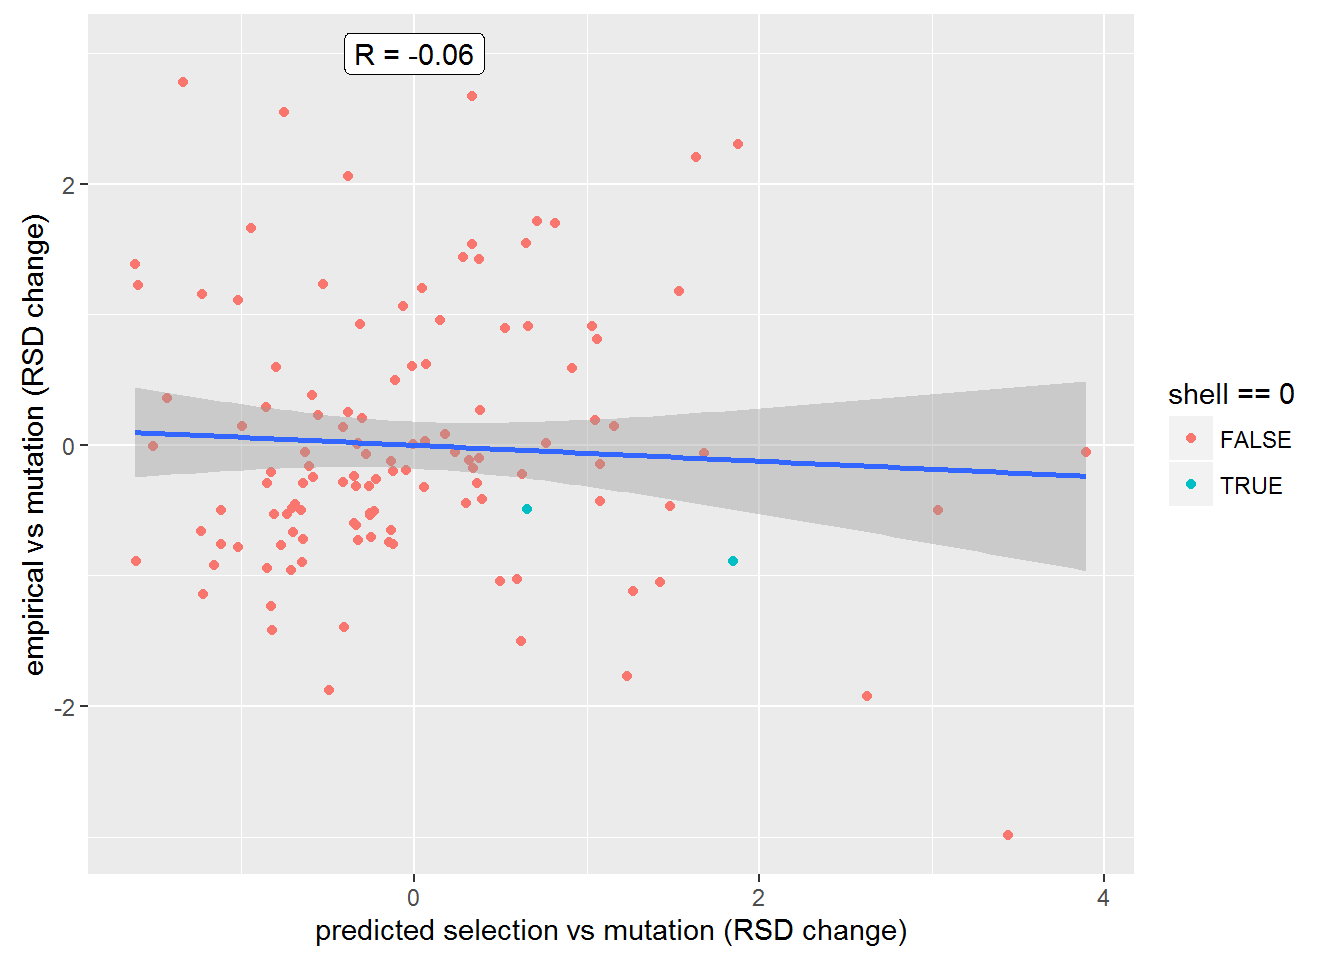 R = -0.06
empirical vs mutation (RSD change)
2
0
-2
0
2
4
predicted selection vs mutation (RSD change)
shell == 0
FALSE
TRUE